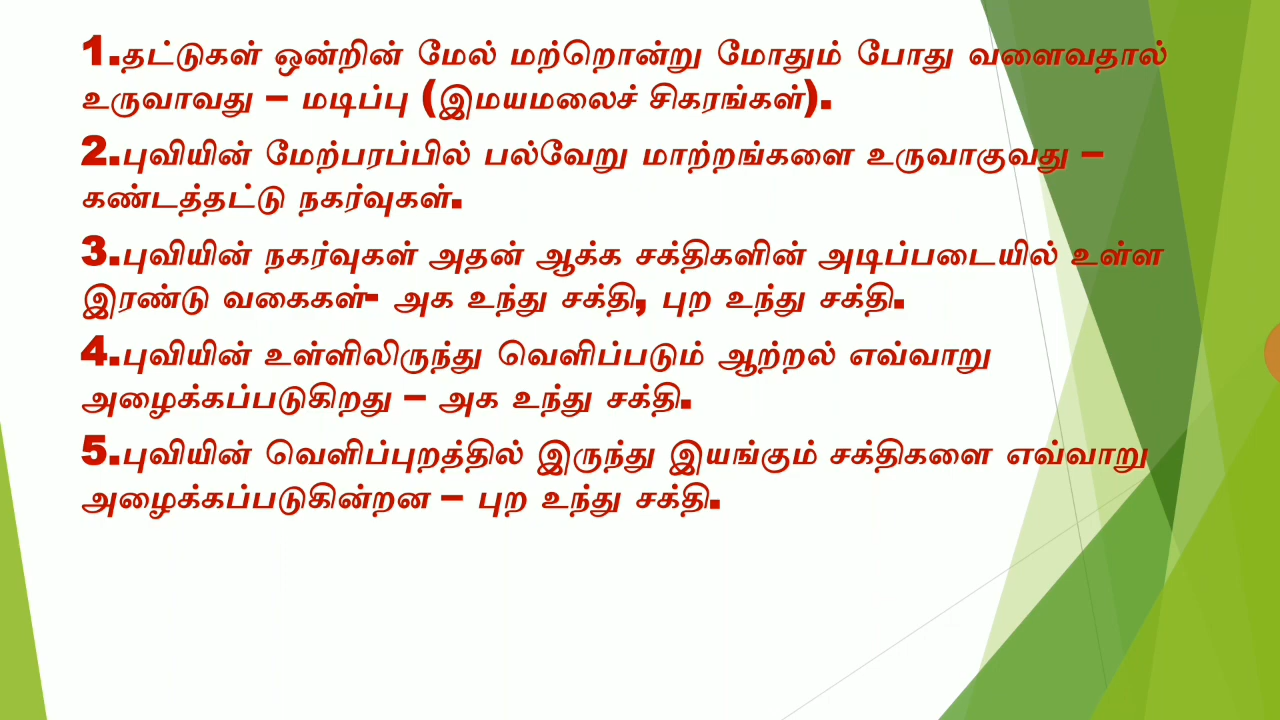 1.தட்டுகள் ஒன்றின் மேல் மற்றொன்று மோதும் போது வளைவதால்
உருவாவது – மடிப்பு (இமயமலைச் சிகரங்கள்).
2.புவியின் மேற்பரப்பில் பல்வேறு மாற்றங்களை உருவாகுவது –
கண்டத்தட்டு நகர்வுகள்.
3.புவியின் நகர்வுகள் அதன் ஆக்க சக்திகளின் அடிப்படையில் உள்ள
இரண்டு வகைகள்- அக உந்து சக்தி, புற உந்து சக்தி.
4.புவியின் உள்ளிலிருந்து வெளிப்படும் ஆற்றல் எவ்வாறு
அழைக்கப்படுகிறது – அக உந்து சக்தி.
5.புவியின் வெளிப்புறத்தில் இருந்து இயங்கும் சக்திகளை எவ்வாறு
அழைக்கப்படுகின்றன – புற உந்து சக்தி.